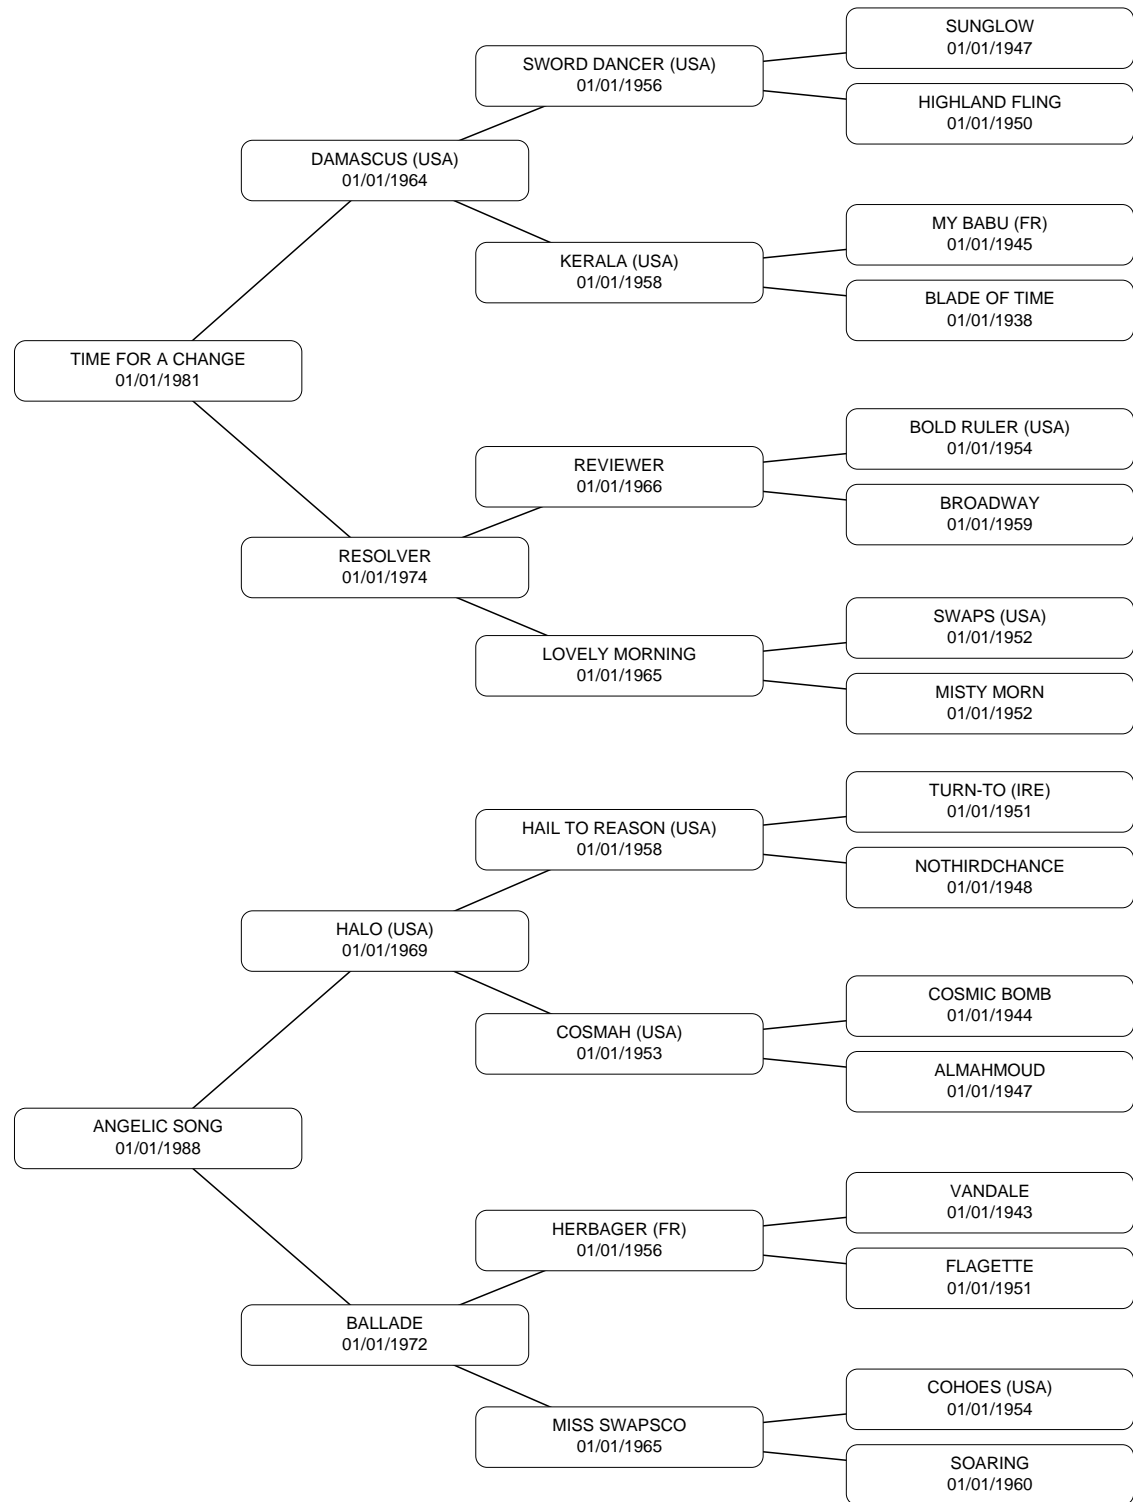 SUNGLOW
01/01/1947
SWORD DANCER (USA)
01/01/1956
HIGHLAND FLING
01/01/1950
DAMASCUS (USA)
01/01/1964
MY BABU (FR)
01/01/1945
KERALA (USA)
01/01/1958
BLADE OF TIME
01/01/1938
TIME FOR A CHANGE
01/01/1981
BOLD RULER (USA)
01/01/1954
REVIEWER
01/01/1966
BROADWAY
01/01/1959
RESOLVER
01/01/1974
SWAPS (USA)
01/01/1952
LOVELY MORNING
01/01/1965
MISTY MORN
01/01/1952
TURN-TO (IRE)
01/01/1951
HAIL TO REASON (USA)
01/01/1958
NOTHIRDCHANCE
01/01/1948
HALO (USA)
01/01/1969
COSMIC BOMB
01/01/1944
COSMAH (USA)
01/01/1953
ALMAHMOUD
01/01/1947
ANGELIC SONG
01/01/1988
VANDALE
01/01/1943
HERBAGER (FR)
01/01/1956
FLAGETTE
01/01/1951
BALLADE
01/01/1972
COHOES (USA)
01/01/1954
MISS SWAPSCO
01/01/1965
SOARING
01/01/1960